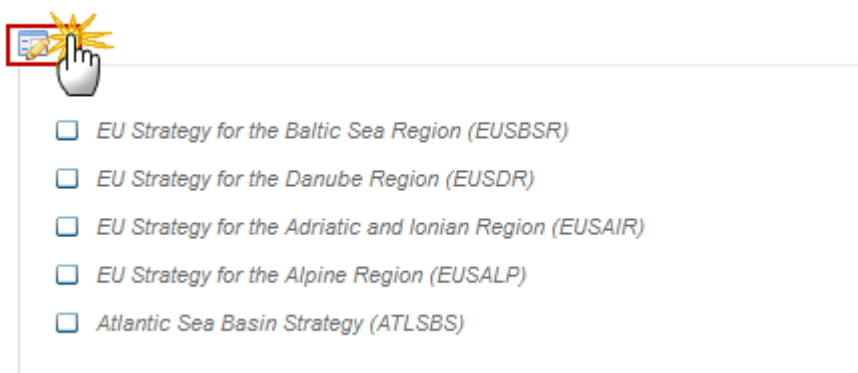 EU Strategy for the Baltic Sea Region (EUSBSR)
EU Strategy for the Danube Region (EUSDR)
EU Strategy for the Adriatic and Ionian Region (EUSAIR)
EU Strategy for the Alpine Region (EUSALP)
Atlantic Sea Basin Strategy (ATLSBS)